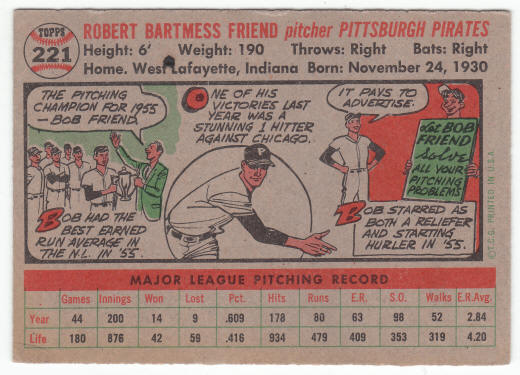 TOPPS
221
ROBERT BARTMESS FRIEND pitcher PITTSBURGH PIRATES
Height: 6' Weight: 190 Throws: Right Bats: Right
Home: West Lafayette, Indiana Born: November 24, 1930
THE PITCHING
CHAMPION FOR 1955
— BOB FRIEND.
ONE OF HIS
VICTORIES LAST
YEAR WAS A
STUNNING 1 HITTER
AGAINST CHICAGO.
IT PAYS TO
ADVERTISE.
Let BOB
FRIEND
Solve
ALL YOUR
PITCHING
PROBLEMS
P
BOB HAD THE
BEST EARNED
RUN AVERAGE
IN THE
N.L. IN '55.
BOB STARRED AS
BOTH A RELIEFER
AND STARTING
HURLER IN '55.
©T.C.G. PRINTED IN U.S.A.
MAJOR LEAGUE PITCHING RECORD
Games Innings Won Lost Pct. Hits Runs E.R. S.O. Walks E.R.Avg.
Year 44 200 14 9 .609 178 80 63 98 52 2.84
Life 180 876 42 59 .416 934 479 409 353 319 4.20